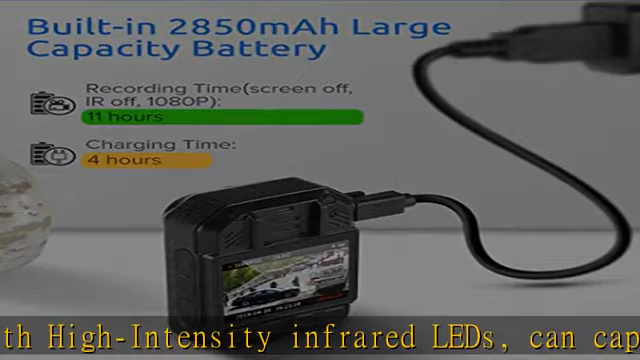 Built-in 2850mAh Large
Capacity Battery
Recording Time(screen off,
IR off, 1080P):
11 hours
Charging Time:
4 hours
th High-Intensity infrared LEDs, can cap